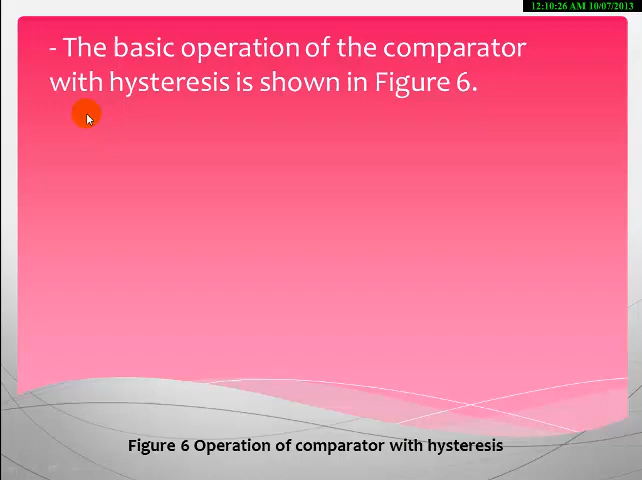 12:10:26 AM 10/07/2013
- The basic operation of the comparator
with hysteresis is shown in Figure 6.
Figure 6 Operation of comparator with hysteresis